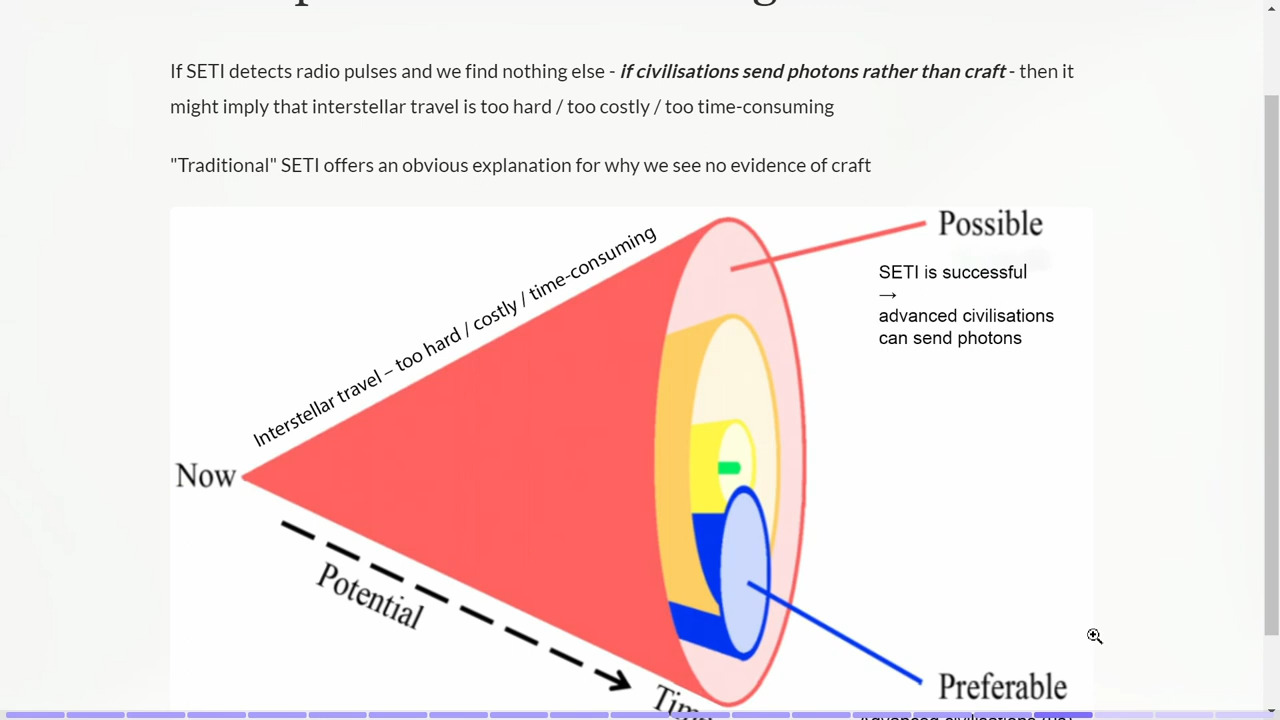 If SETI detects radio pulses and we find nothing else - if civilisations send photons rather than craft - then it
might imply that interstellar travel is too hard / too costly / too time-consuming
"Traditional" SETI offers an obvious explanation for why we see no evidence of craft
Possible
Interstellar travel – too hard / costly / time-consuming
SETI is successful
→
advanced civilisations
can send photons
Now
Potential
Preferable